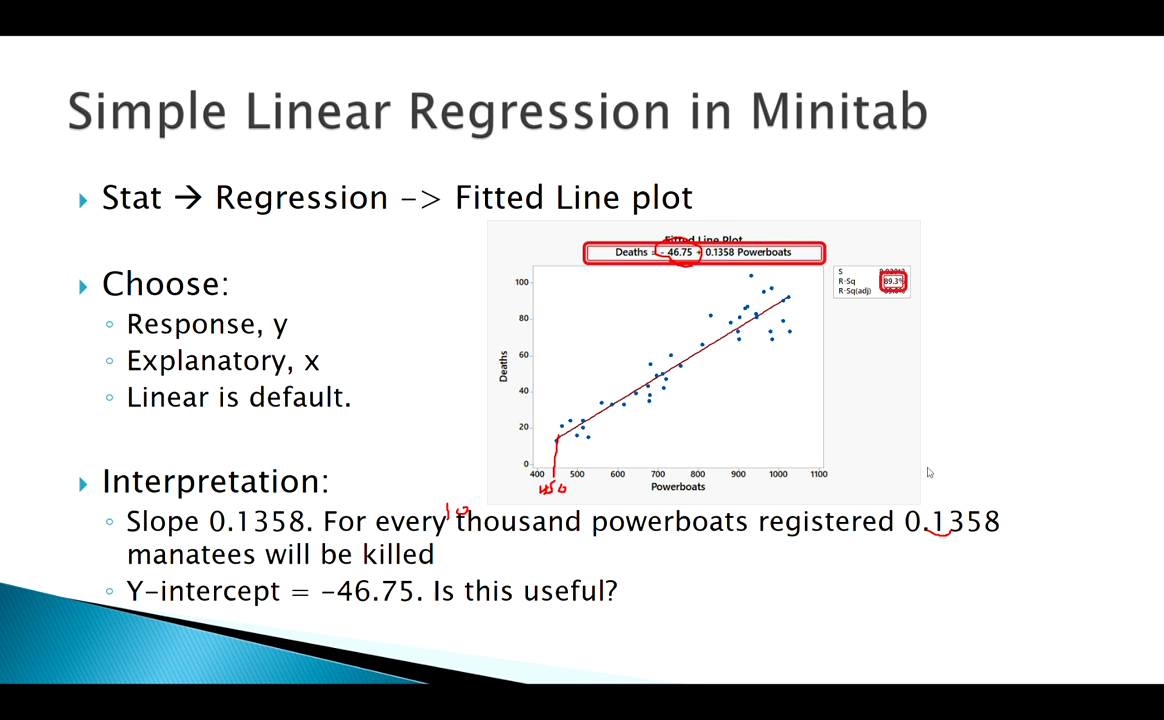 Simple Linear Regression in Minitab
Stat → Regression -> Fitted Line plot
Choose:
Response, y
Explanatory, x
Linear is default.
Fitted Line Plot
Deaths = - 46.75 + 0.1358 Powerboats
S
R-Sq 89.3%
R-Sq(adj)
Deaths
100
80
60
40
20
0
400 500 600 700 800 900 1000 1100
450
Powerboats
Interpretation:
10
Slope 0.1358. For every thousand powerboats registered 0.1358
manatees will be killed
Y-intercept = -46.75. Is this useful?